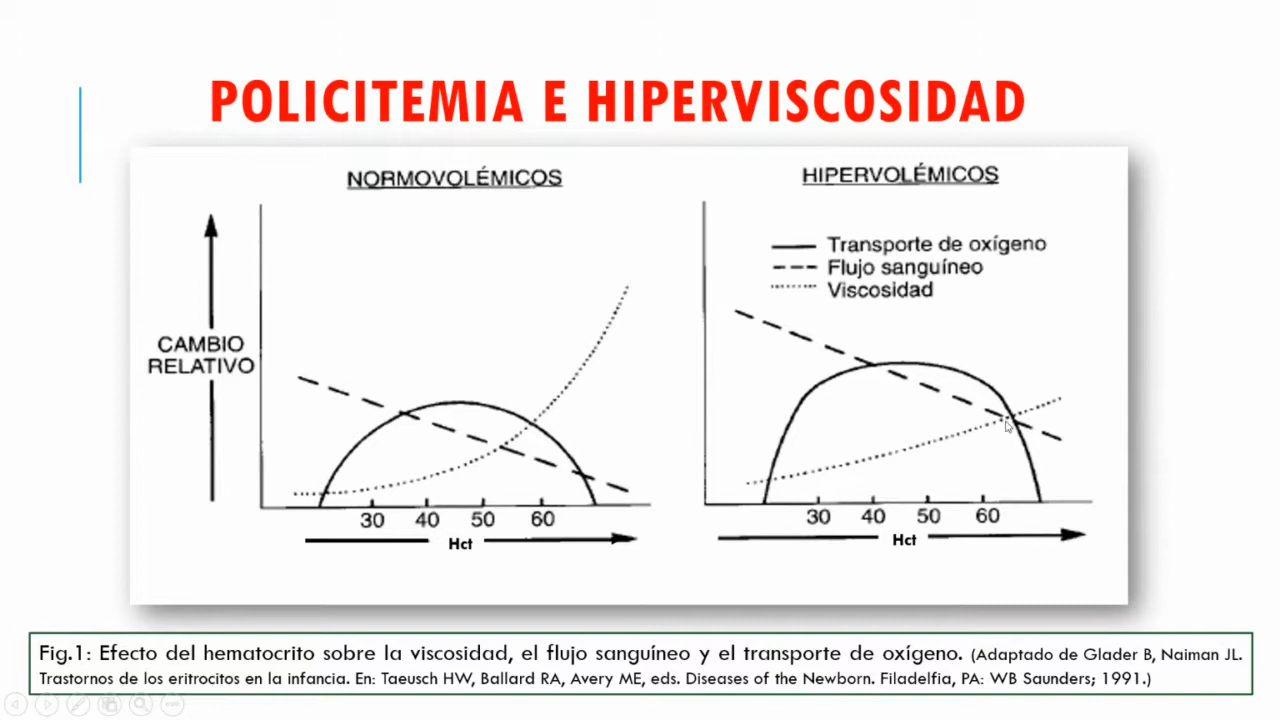 POLICITEMIA E HIPERVISCOSIDAD
NORMOVOLÉMICOS
CAMBIO
RELATIVO
30 40 50 60
Hct
HIPERVOLÉMICOS
Transporte de oxígeno
Flujo sanguíneo
Viscosidad
30 40 50 60
Hct
Fig.1: Efecto del hematocrito sobre la viscosidad, el flujo sanguíneo y el transporte de oxígeno. (Adaptado de Glader B, Naiman JL.
Trastornos de los eritrocitos en la infancia. En: Taeusch HW, Ballard RA, Avery ME, eds. Diseases of the Newborn. Filadelfia, PA: WB Saunders; 1991.)